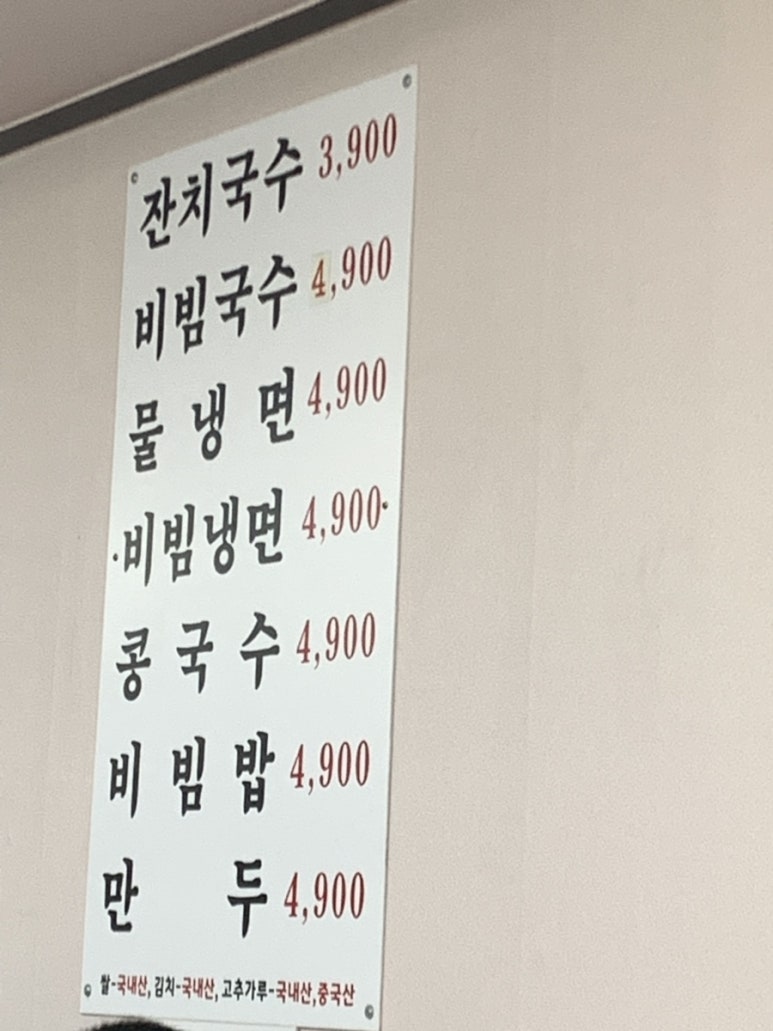 잔치국수 3,900
비빔국수 4,900
물냉면 4,900
비빔냉면 4,900
콩국수 4,900
비빔밥 4,900
만두 4,900
쌀-국내산, 김치-국내산, 고추가루-국내산,중국산